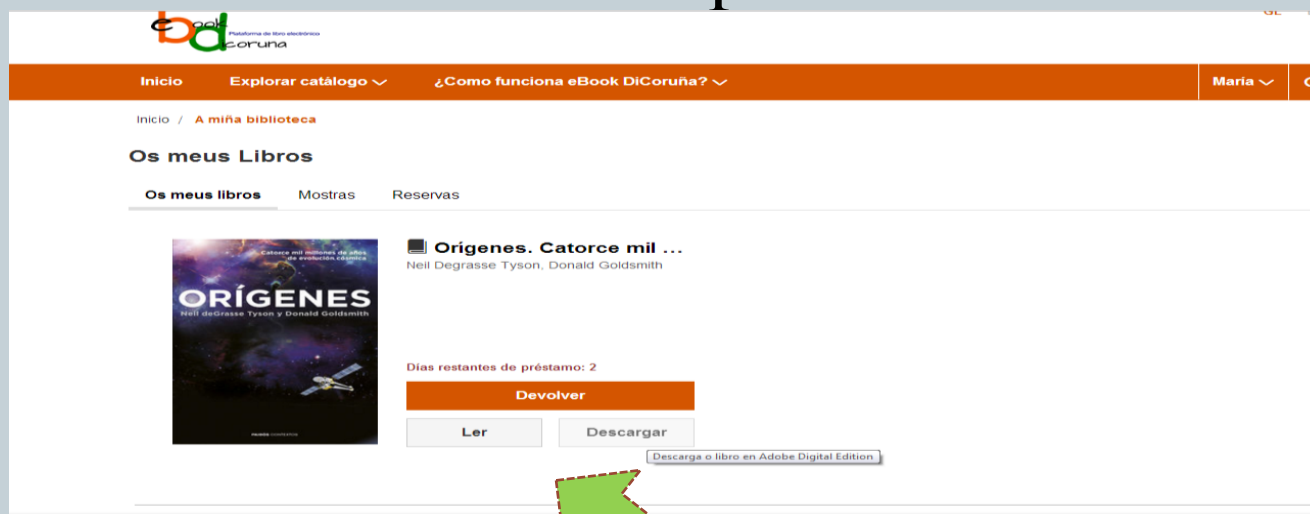 eBook
Plataforma de libro electrónico
dicoruna
GL
Inicio
Explorar catálogo
¿Como funciona eBook DiCoruña?
María
Inicio / A miña biblioteca
Os meus Libros
Os meus libros
Mostras
Reservas
Catorce mil millones de años
de evolución cósmica
ORÍGENES
Neil deGrasse Tyson y Donald Goldsmith
Orígenes. Catorce mil ...
Neil Degrasse Tyson, Donald Goldsmith
Días restantes de préstamo: 2
Devolver
Ler
Descargar
Descarga o libro en Adobe Digital Edition